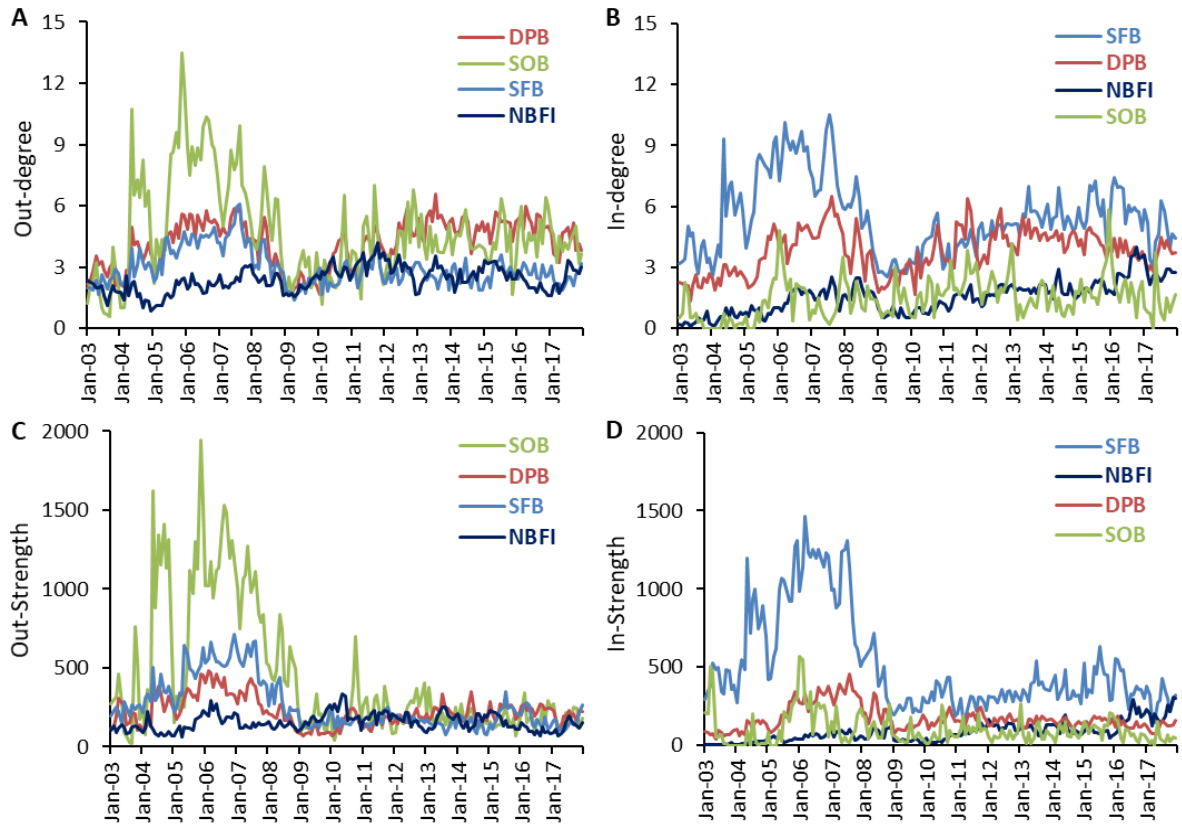 A
B
15
12
9
6
3
0
Out-degree
DPB
SOB
SFB
NBFI
Jan-03
Jan-04
Jan-05
Jan-06
Jan-07
Jan-08
Jan-09
Jan-10
Jan-11
Jan-12
Jan-13
Jan-14
Jan-15
Jan-16
Jan-17
15
12
9
6
3
0
In-degree
SFB
DPB
NBFI
SOB
Jan-03
Jan-04
Jan-05
Jan-06
Jan-07
Jan-08
Jan-09
Jan-10
Jan-11
Jan-12
Jan-13
Jan-14
Jan-15
Jan-16
Jan-17
C
D
2000
1500
1000
500
0
Out-Strength
SOB
DPB
SFB
NBFI
Jan-03
Jan-04
Jan-05
Jan-06
Jan-07
Jan-08
Jan-09
Jan-10
Jan-11
Jan-12
Jan-13
Jan-14
Jan-15
Jan-16
Jan-17
2000
1500
1000
500
0
In-Strength
SFB
NBFI
DPB
SOB
Jan-03
Jan-04
Jan-05
Jan-06
Jan-07
Jan-08
Jan-09
Jan-10
Jan-11
Jan-12
Jan-13
Jan-14
Jan-15
Jan-16
Jan-17